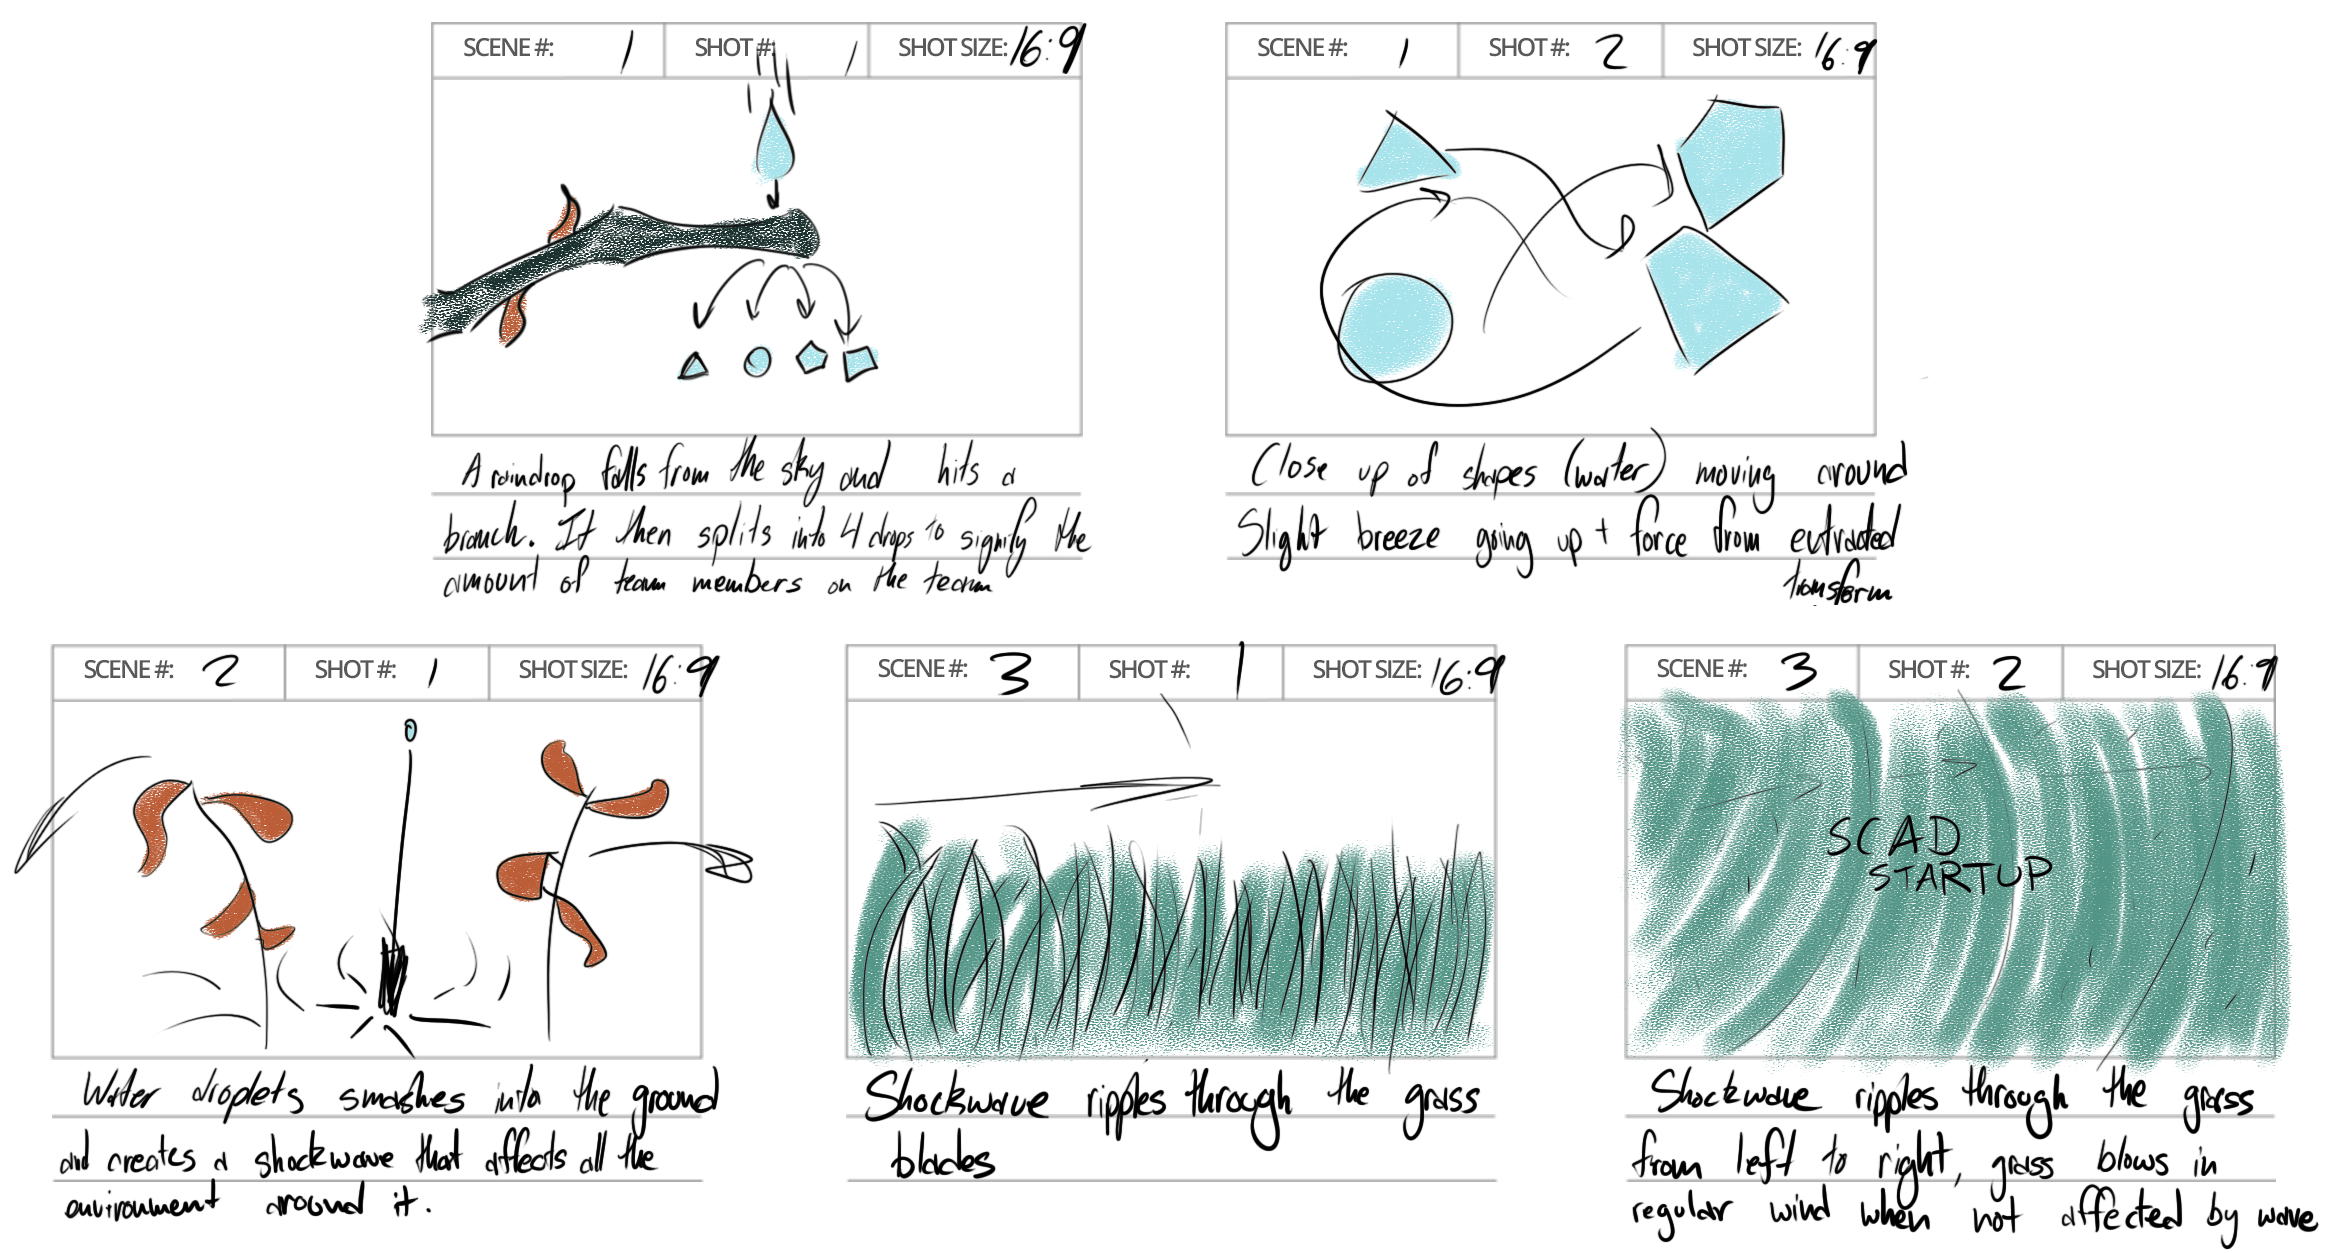 SCENE #: 1 SHOT #: 1 SHOT SIZE: 16:9
A raindrop falls from the sky and hits a
branch. It then splits into 4 drops to signify the
amount of team members on the team
SCENE #: 1 SHOT #: 2 SHOT SIZE: 16:9
Close up of shapes (water) moving around
Slight breeze going up + force from extracted
transform
SCENE #: 2 SHOT #: 1 SHOT SIZE: 16:9
Water droplets smashes into the ground
and creates a shockwave that affects all the
environment around it.
SCENE #: 3 SHOT #: 1 SHOT SIZE: 16:9
Shockwave ripples through the grass
blades
SCENE #: 3 SHOT #: 2 SHOT SIZE: 16:9
SCAD
STARTUP
Shockwave ripples through the grass
from left to right, grass blows in
regular wind when not affected by wave